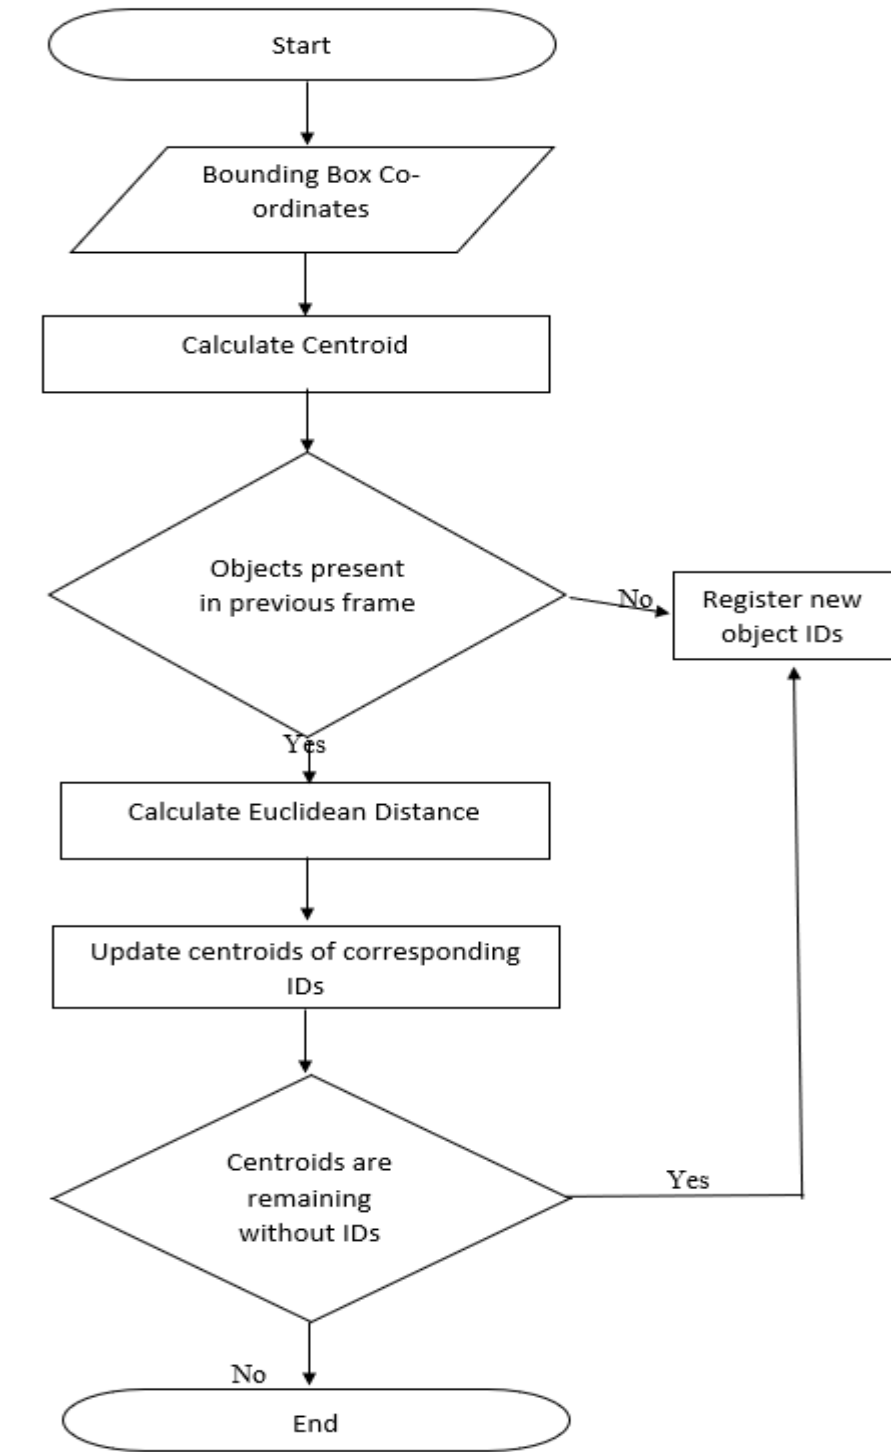 Start
Bounding Box Co-
ordinates
Calculate Centroid
Objects present
in previous frame
No
Register new
object IDs
Yes
Calculate Euclidean Distance
Update centroids of corresponding
IDs
Centroids are
remaining
without IDs
Yes
No
End